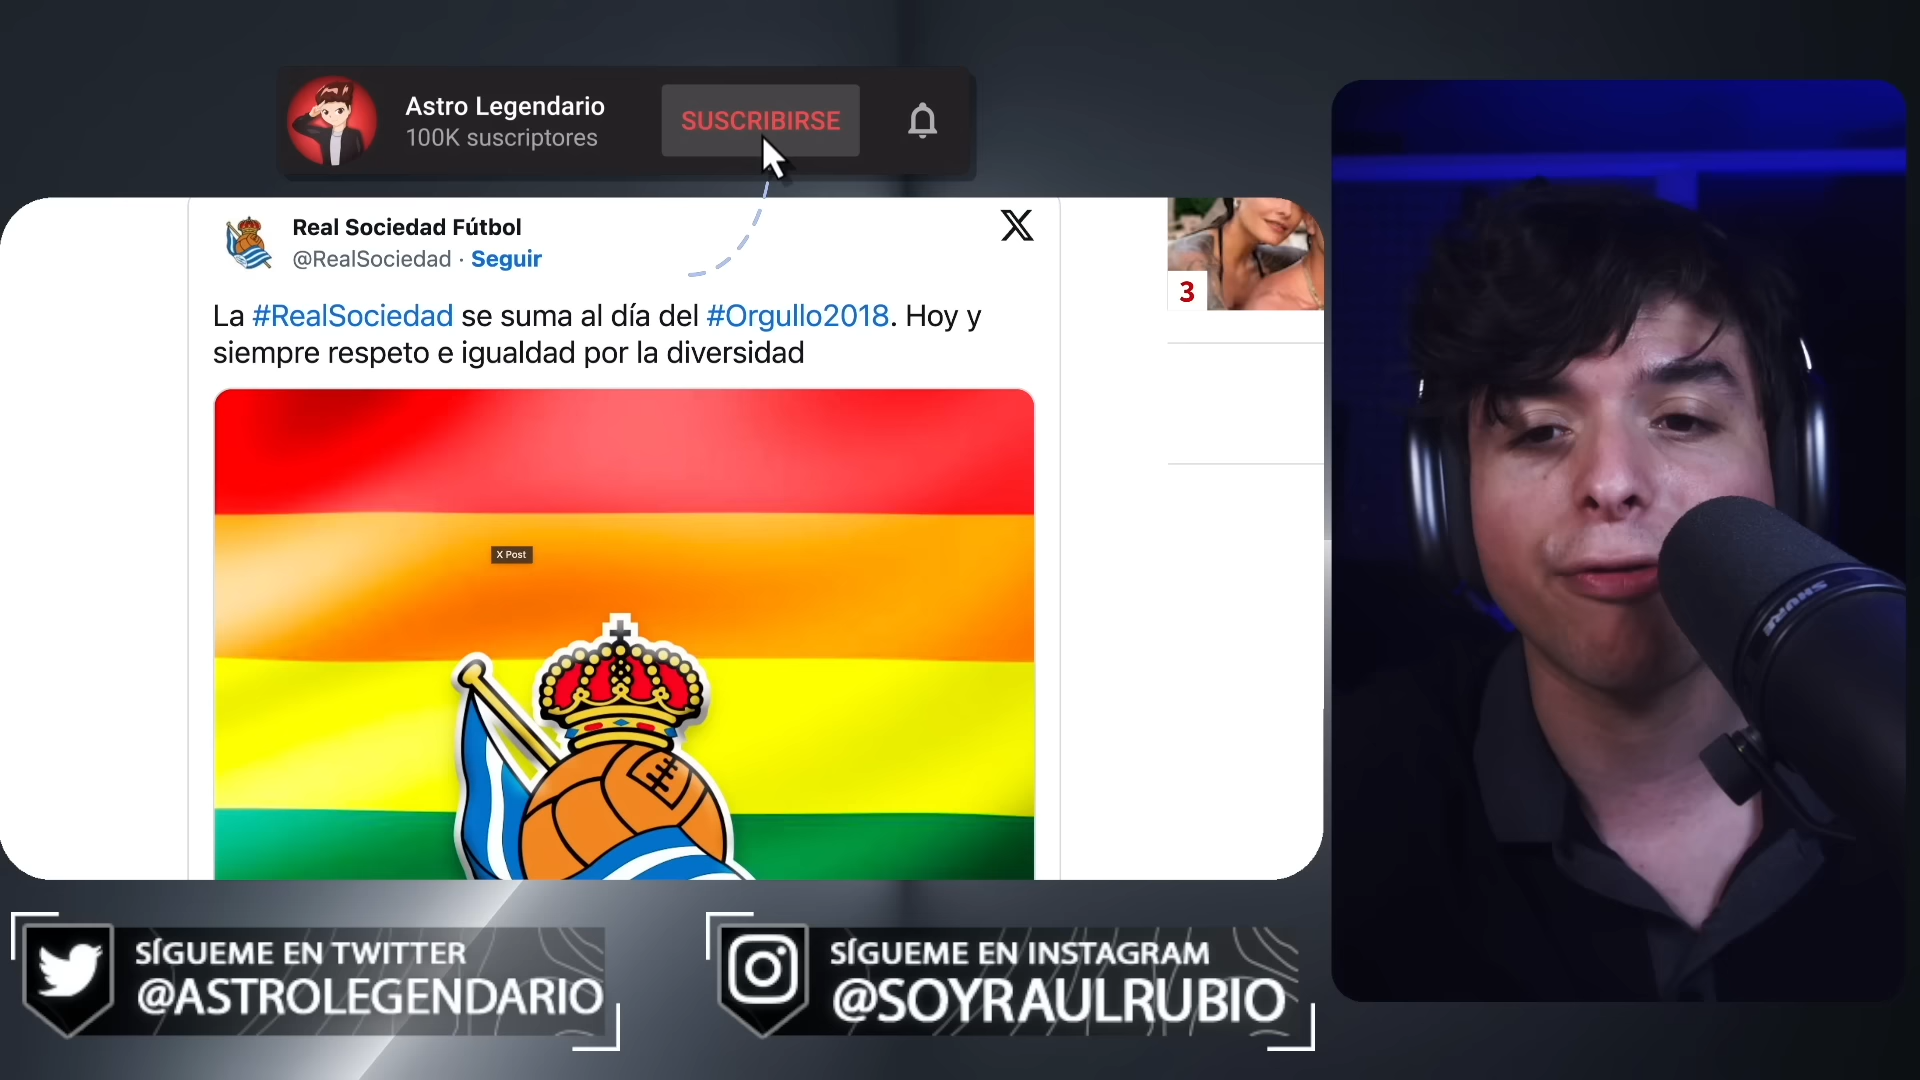 Astro Legendario
100K suscriptores
SUSCRIBIRSE
Real Sociedad Fútbol
@RealSociedad · Seguir
X
3
La #RealSociedad se suma al día del #Orgullo2018. Hoy y
siempre respeto e igualdad por la diversidad
X Post
SHURE
SÍGUEME EN TWITTER
@ASTROLEGENDARIO
SÍGUEME EN INSTAGRAM
@SOYRAULRUBIO